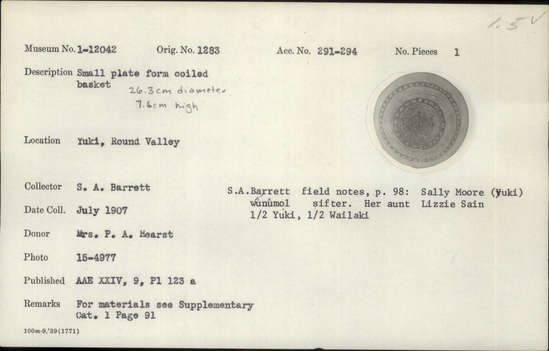 1.5 V
Museum No. 1-12042 Orig. No. 1283 Acc. No. 291-294 No. Pieces 1
Description Small plate form coiled
basket 26.3cm diameter
7.6cm high
Location Yuki, Round Valley
Collector S. A. Barrett
S.A.Barrett field notes, p. 98: Sally Moore (Yuki)
wunumol sifter. Her aunt Lizzie Sain
1/2 Yuki, 1/2 Wailaki
Date Coll. July 1907
Donor Mrs. P. A. Hearst
Photo 15-4977
Published AAE XXIV, 9, Pl 123 a
Remarks For materials see Supplementary
Cat. 1 Page 91
100m-9,'39(1771)